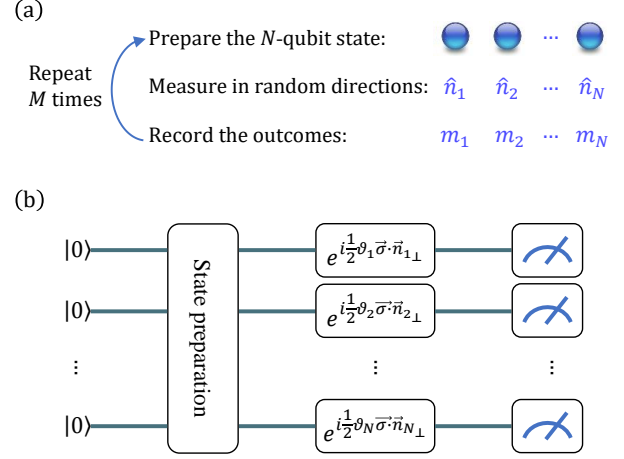 (a)
Prepare the N-qubit state: ...
Repeat M times
Measure in random directions: n̂₁ n̂₂ ... n̂_N
Record the outcomes: m₁ m₂ ... m_N
(b)
|0⟩ e^{i½ϑ₁σ⃗·n⃗₁⊥}
|0⟩ e^{i½ϑ₂σ⃗·n⃗₂⊥}
State preparation
... ... ...
|0⟩ e^{i½ϑ_Nσ⃗·n⃗_N⊥}